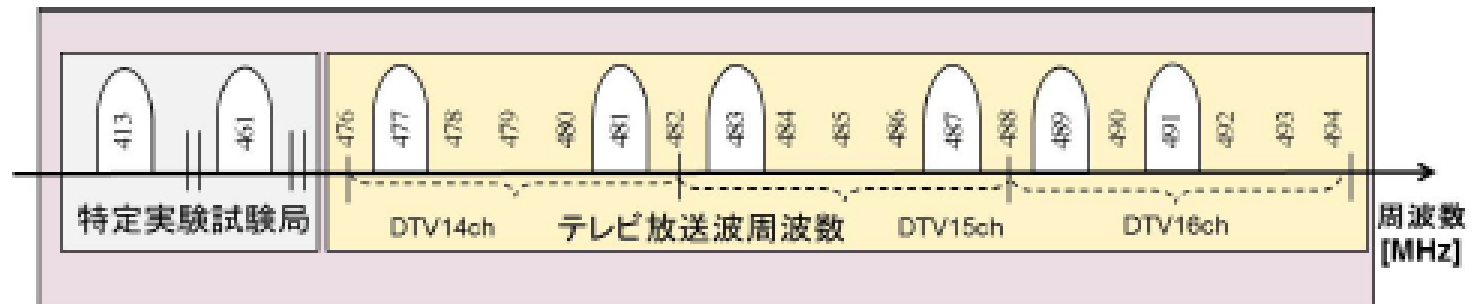 413 461 476 477 478 479 480 481 482 483 484 485 486 487 488 489 490 491 492 493 494
特定実験試験局 DTV14ch テレビ放送波周波数 DTV15ch DTV16ch 周波数
[MHz]